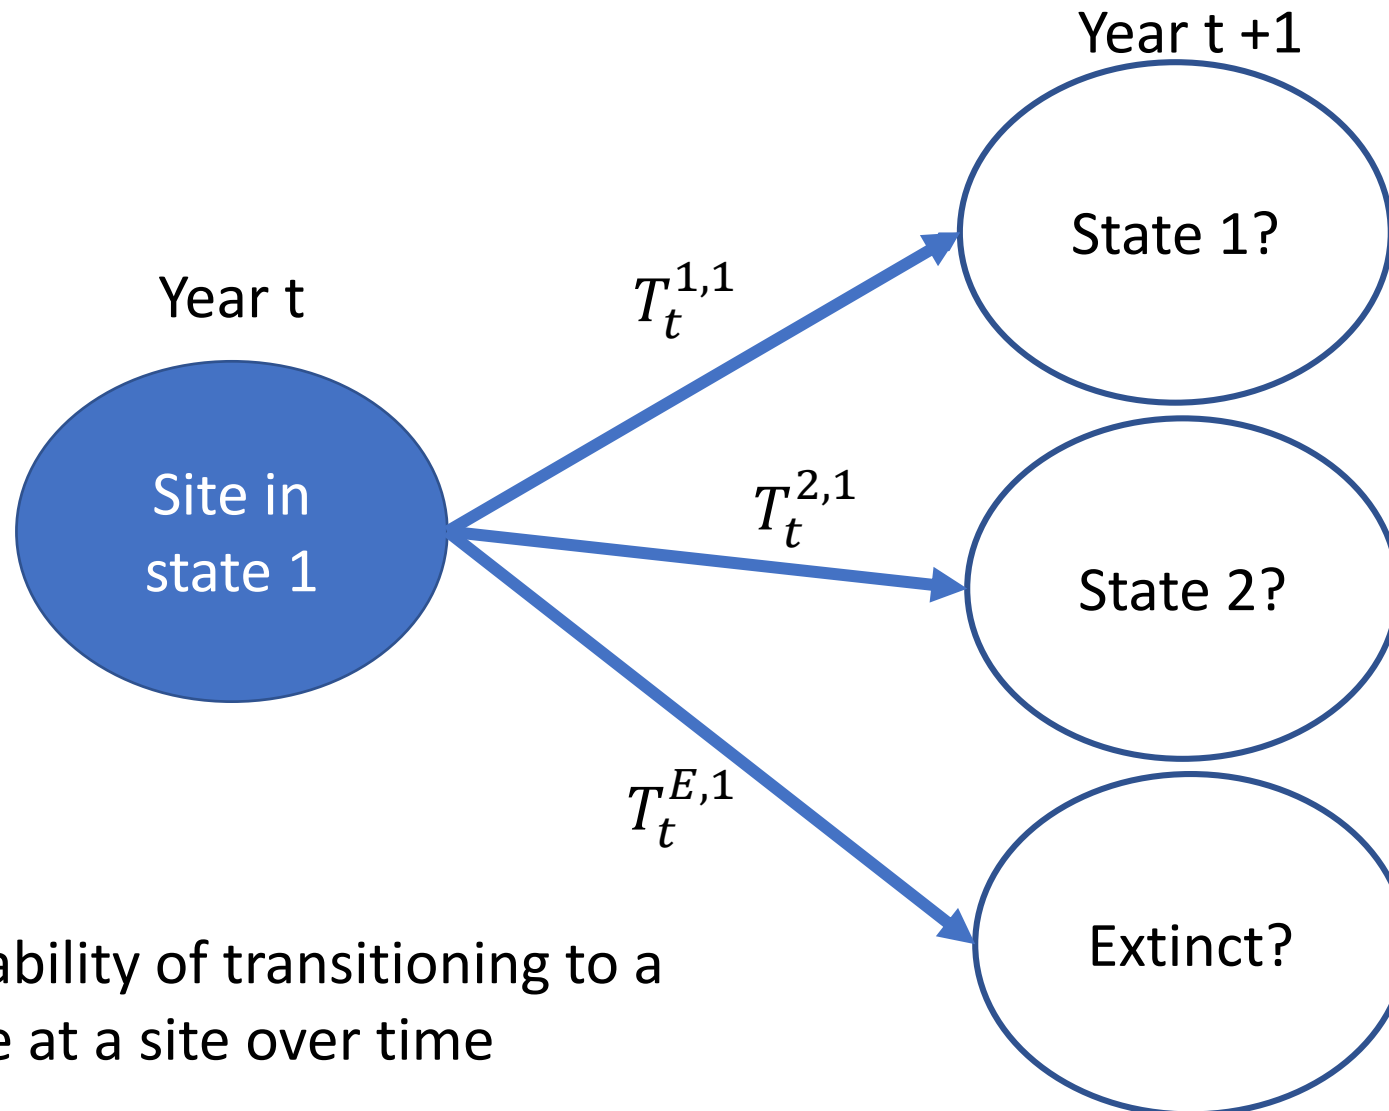 Year t +1
State 1?
Year t
T_t^{1,1}
Site in
state 1
T_t^{2,1}
State 2?
T_t^{E,1}
Extinct?
ability of transitioning to a
e at a site over time